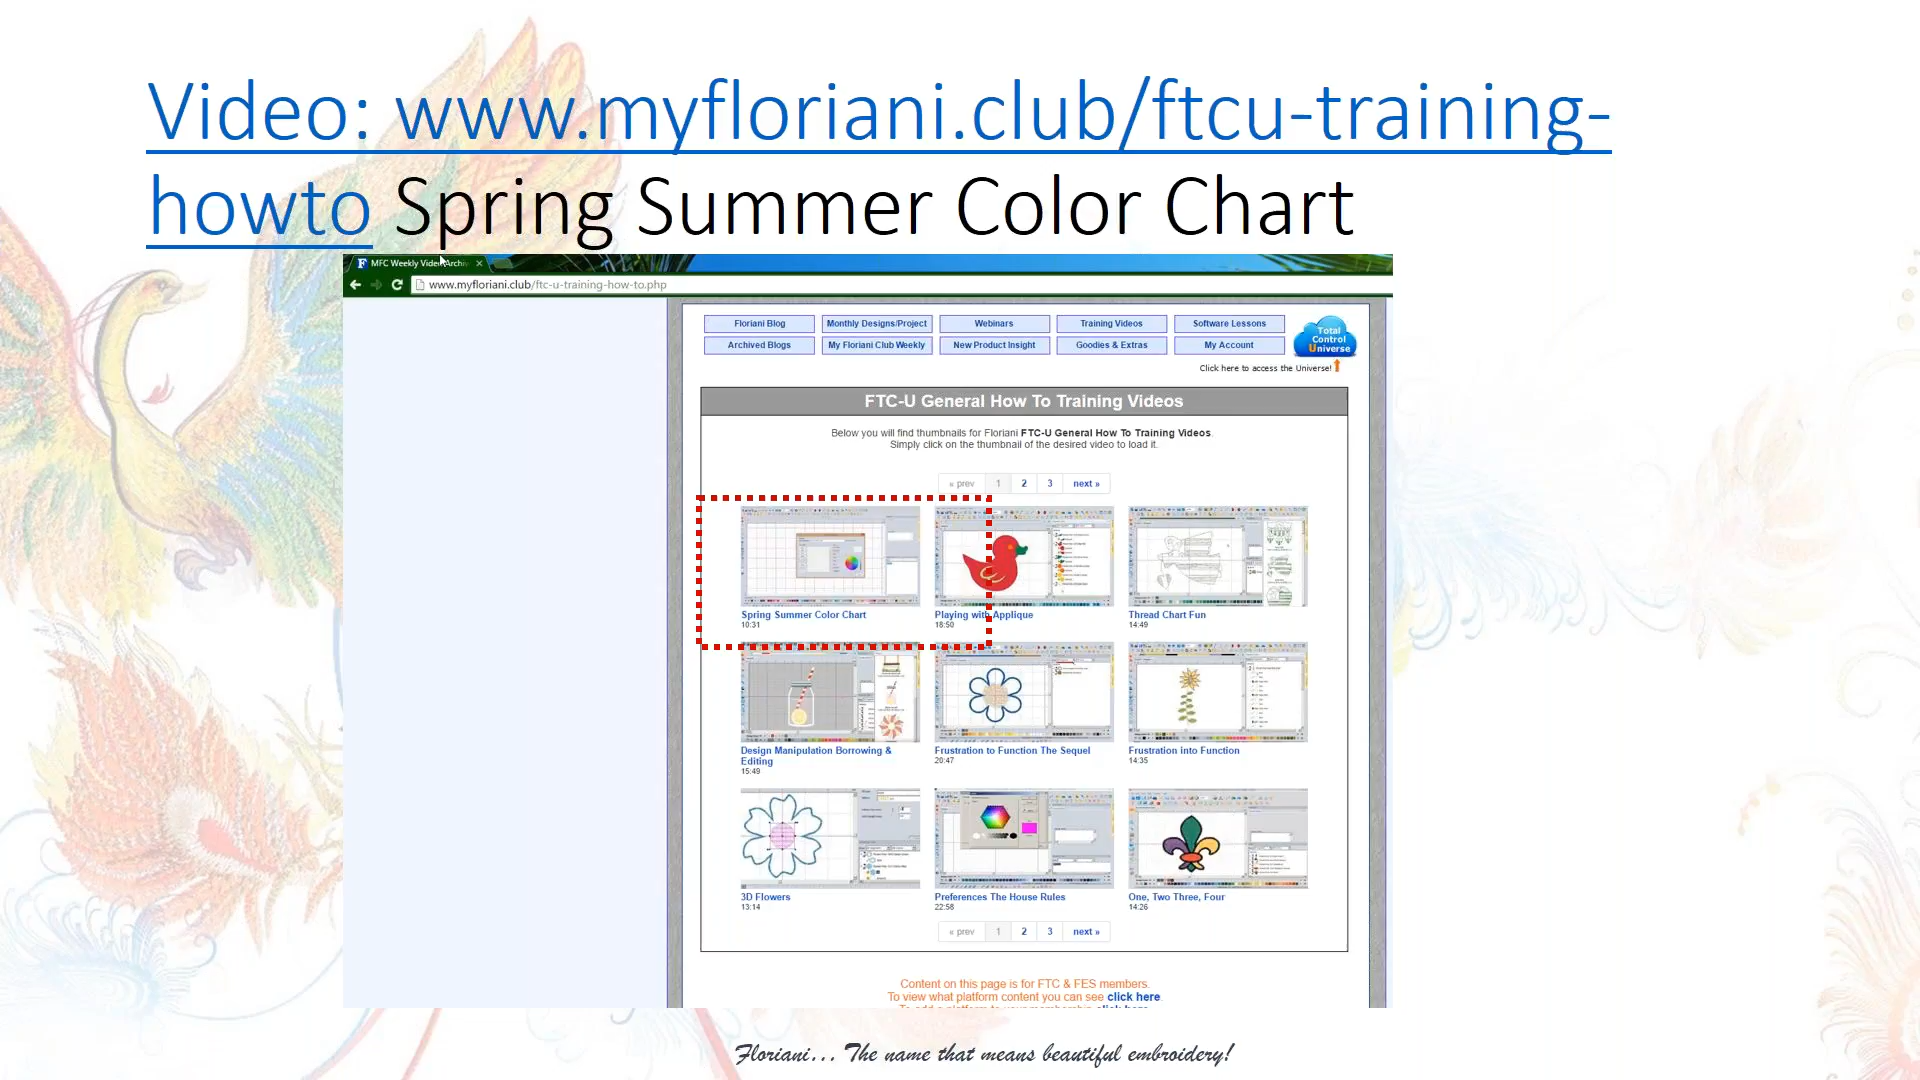 Video: www.myfloriani.club/ftcu-training-
howto Spring Summer Color Chart
MFC Weekly Video Archiv
www.myfloriani.club/ftc-u-training-how-to.php
Floriani Blog Monthly Designs/Project Webinars Training Videos Software Lessons
Archived Blogs My Floriani Club Weekly New Product Insight Goodies & Extras My Account
Total
Control
Universe
Click here to access the Universe!
FTC-U General How To Training Videos
Below you will find thumbnails for Floriani FTC-U General How To Training Videos.
Simply click on the thumbnail of the desired video to load it.
« prev 1 2 3 next »
Spring Summer Color Chart Playing with Applique Thread Chart Fun
10:31 18:50 14:49
Design Manipulation Borrowing & Frustration to Function The Sequel Frustration into Function
Editing 20:47 14:35
15:49
3D Flowers Preferences The House Rules One, Two Three, Four
13:14 22:58 14:26
« prev 1 2 3 next »
Content on this page is for FTC & FES members.
To view what platform content you can see click here.
Floriani... The name that means beautiful embroidery!